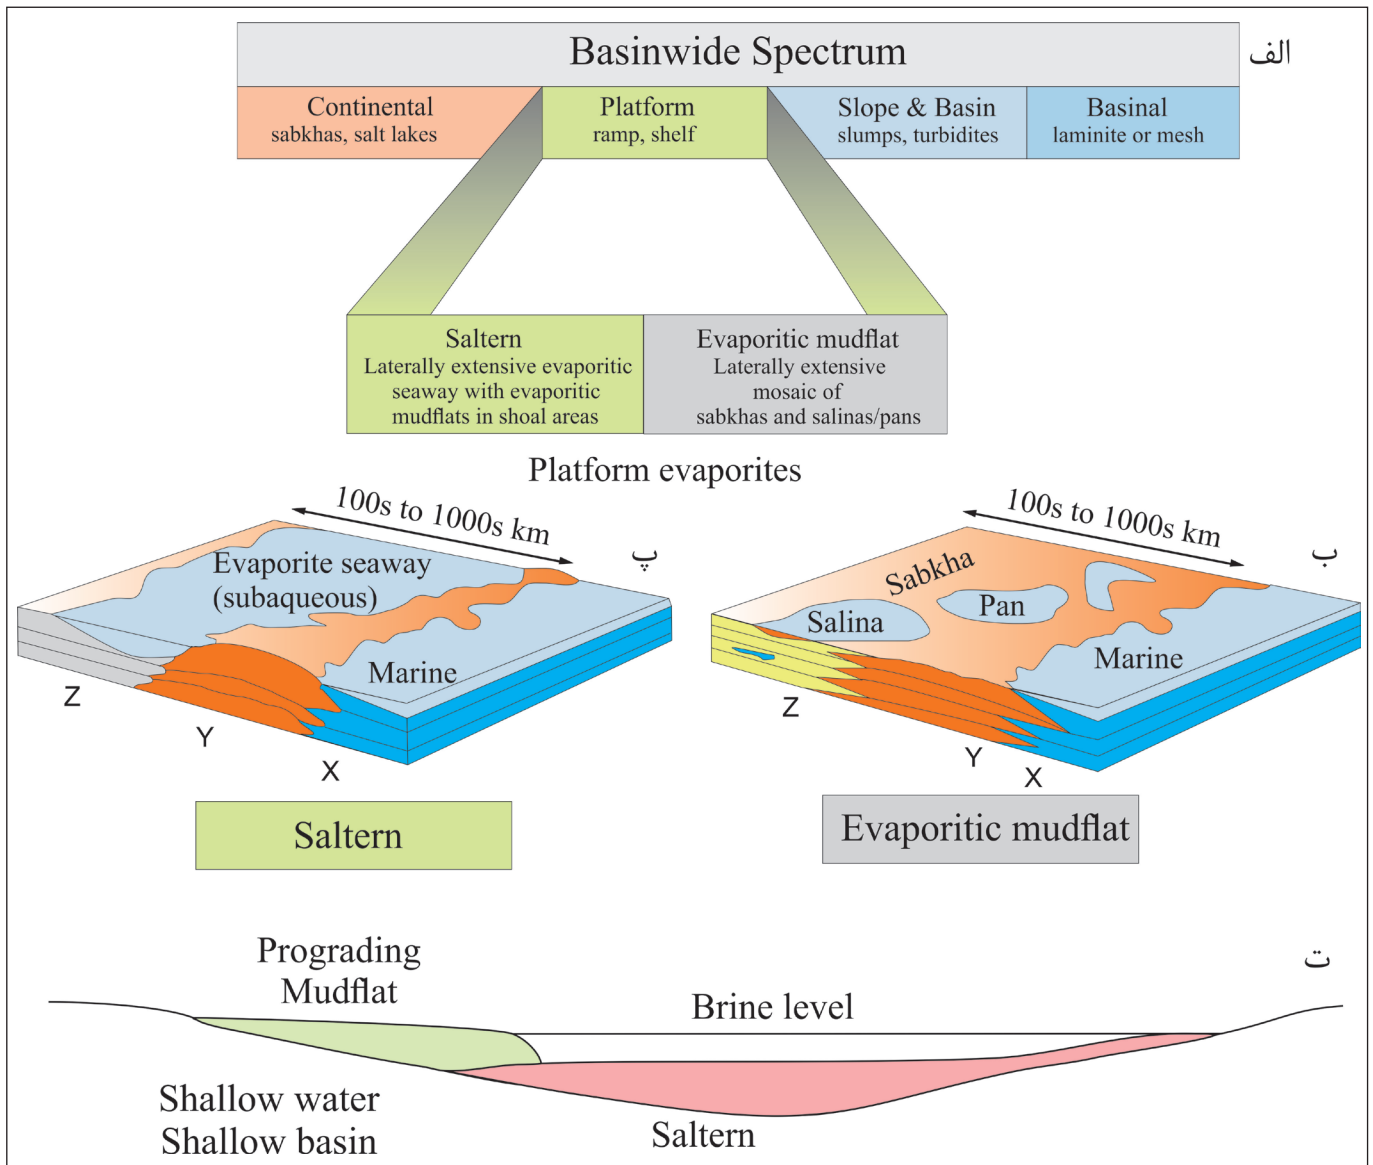 Basinwide Spectrum
الف
Continental
sabkhas, salt lakes
Platform
ramp, shelf
Slope & Basin
slumps, turbidites
Basinal
laminite or mesh
Saltern
Laterally extensive evaporitic
seaway with evaporitic
mudflats in shoal areas
Evaporitic mudflat
Laterally extensive
mosaic of
sabkhas and salinas/pans
Platform evaporites
100s to 1000s km
پ
Evaporite seaway
(subaqueous)
Marine
Z
Y
X
Saltern
100s to 1000s km
ب
Sabkha
Salina
Pan
Marine
Z
Y
X
Evaporitic mudflat
ت
Prograding
Mudflat
Brine level
Shallow water
Shallow basin
Saltern